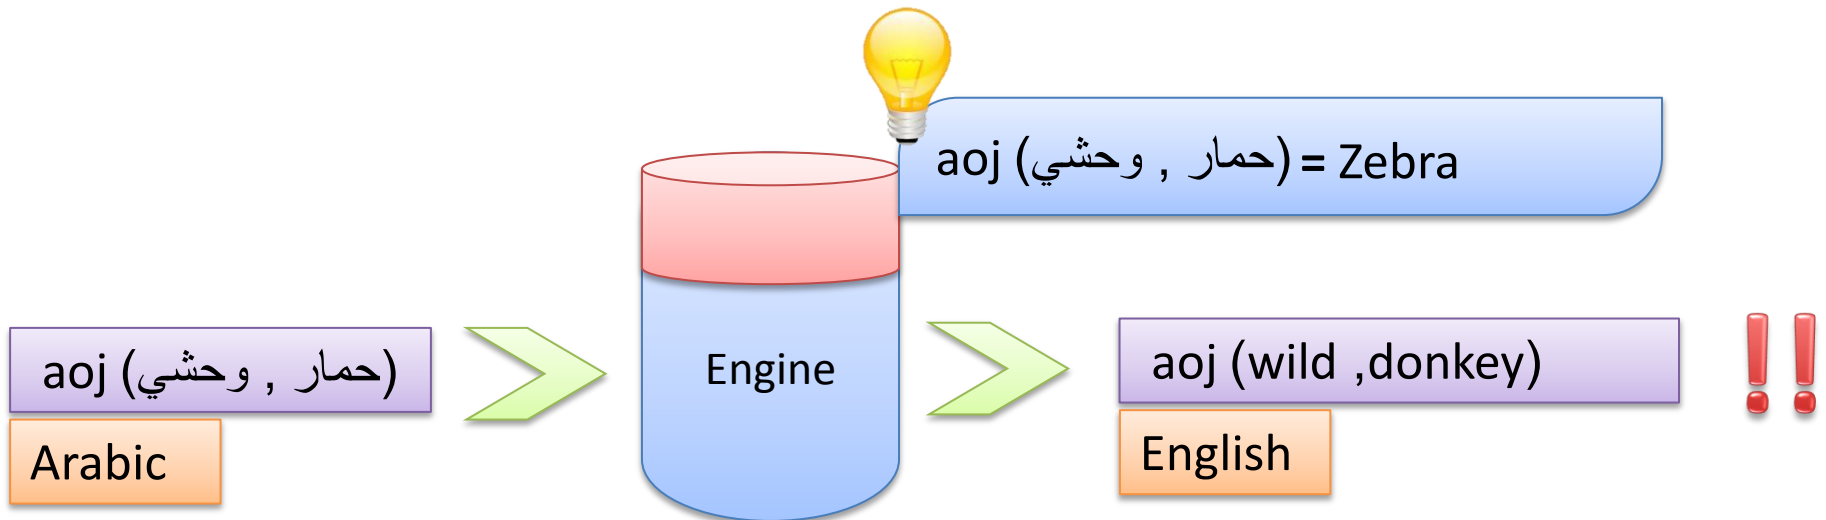 aoj (حمار , وحشي) = Zebra
aoj (حمار , وحشي)
Arabic
Engine
aoj (wild ,donkey)
English